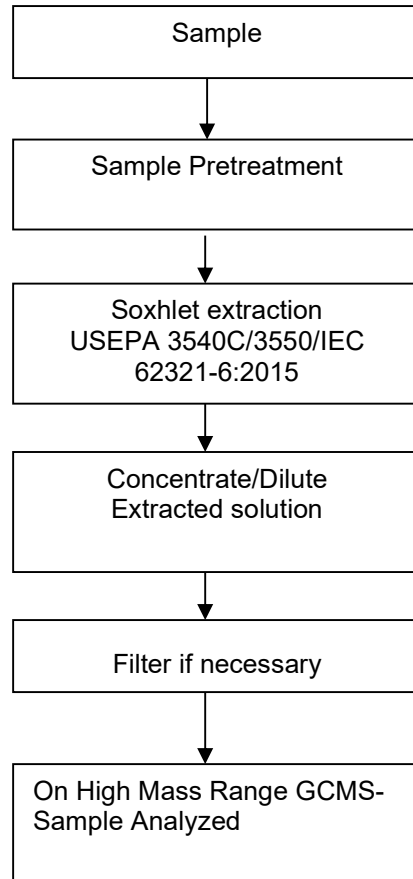 Sample
Sample Pretreatment
Soxhlet extraction
USEPA 3540C/3550/IEC
62321-6:2015
Concentrate/Dilute
Extracted solution
Filter if necessary
On High Mass Range GCMS-
Sample Analyzed